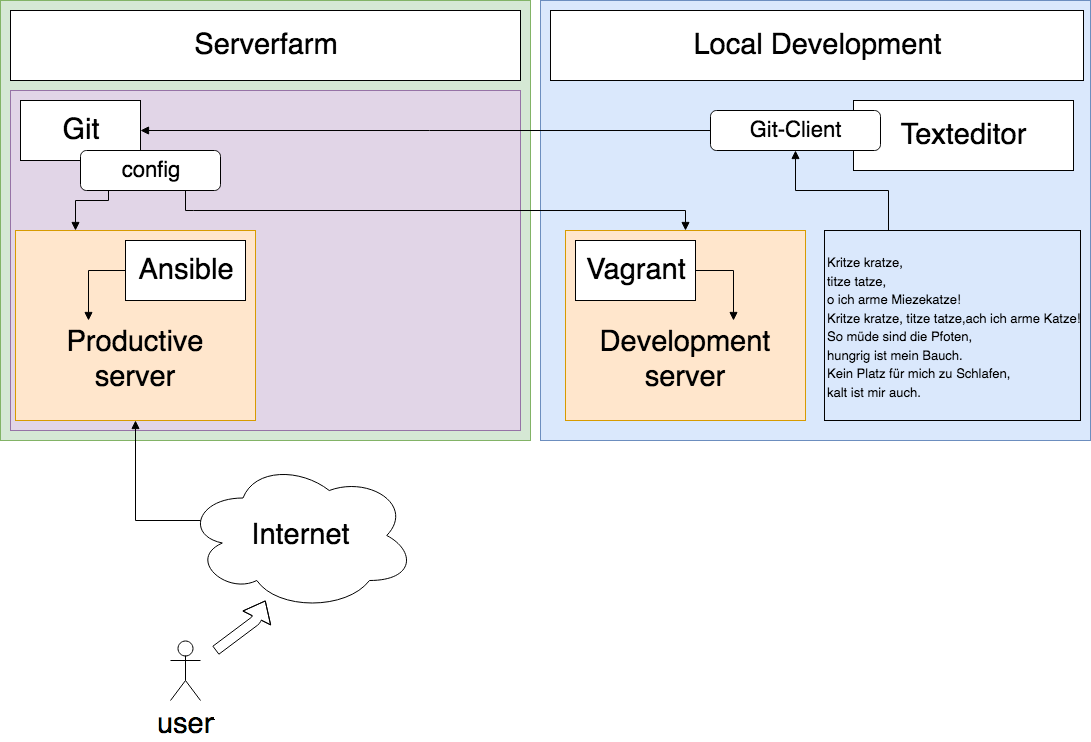 Serverfarm
Local Development
Git
config
Git-Client
Texteditor
Ansible
Productive
server
Vagrant
Development
server
Kritze kratze,
titze tatze,
o ich arme Miezekatze!
Kritze kratze, titze tatze,ach ich arme Katze!
So müde sind die Pfoten,
hungrig ist mein Bauch.
Kein Platz für mich zu Schlafen,
kalt ist mir auch.
Internet
user